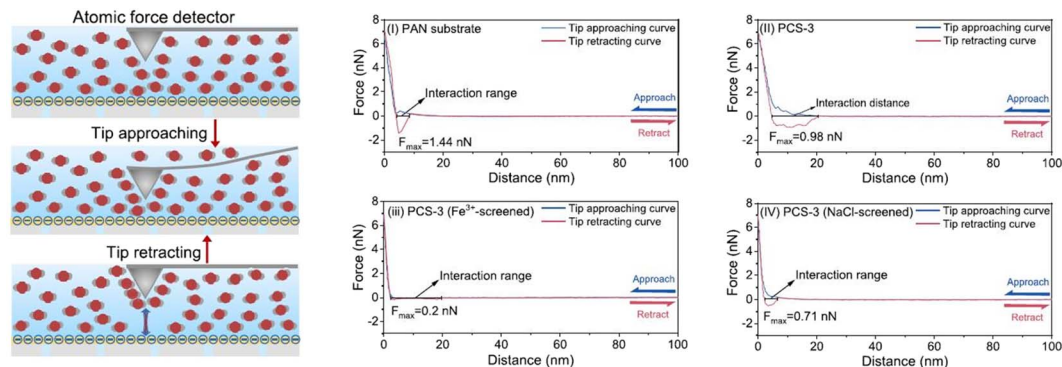 Atomic force detector
Tip approaching
Tip retracting
(I) PAN substrate
Tip approaching curve
Tip retracting curve
Interaction range
Approach
Retract
Fmax=1.44 nN
Force (nN)
8
6
4
2
0
-2
0 20 40 60 80 100
Distance (nm)
(II) PCS-3
Tip approaching curve
Tip retracting curve
Interaction distance
Approach
Retract
Fmax=0.98 nN
Force (nN)
8
6
4
2
0
-2
0 20 40 60 80 100
Distance (nm)
(iii) PCS-3 (Fe³⁺-screened)
Tip approaching curve
Tip retracting curve
Interaction range
Approach
Retract
Fmax=0.2 nN
Force (nN)
8
6
4
2
0
-2
0 20 40 60 80 100
Distance (nm)
(IV) PCS-3 (NaCl-screened)
Tip approaching curve
Tip retracting curve
Interaction range
Approach
Retract
Fmax=0.71 nN
Force (nN)
8
6
4
2
0
-2
0 20 40 60 80 100
Distance (nm)